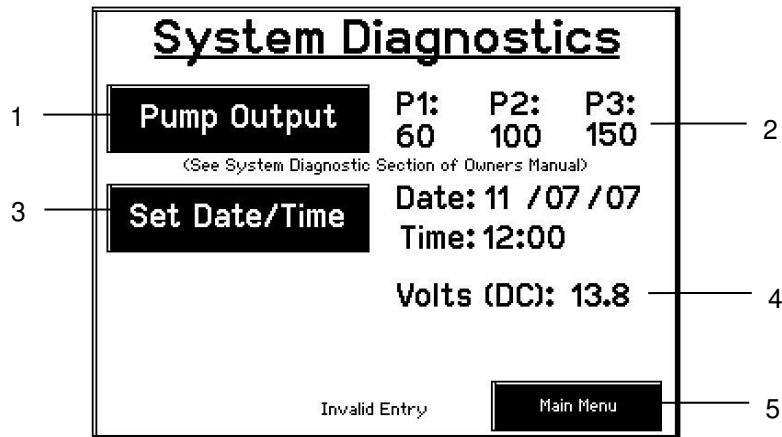 System Diagnostics
1 Pump Output P1: P2: P3:
60 100 150 2
(See System Diagnostic Section of Owners Manual)
3 Set Date/Time Date: 11 /07 /07
Time: 12:00
Volts (DC): 13.8 4
Invalid Entry Main Menu 5